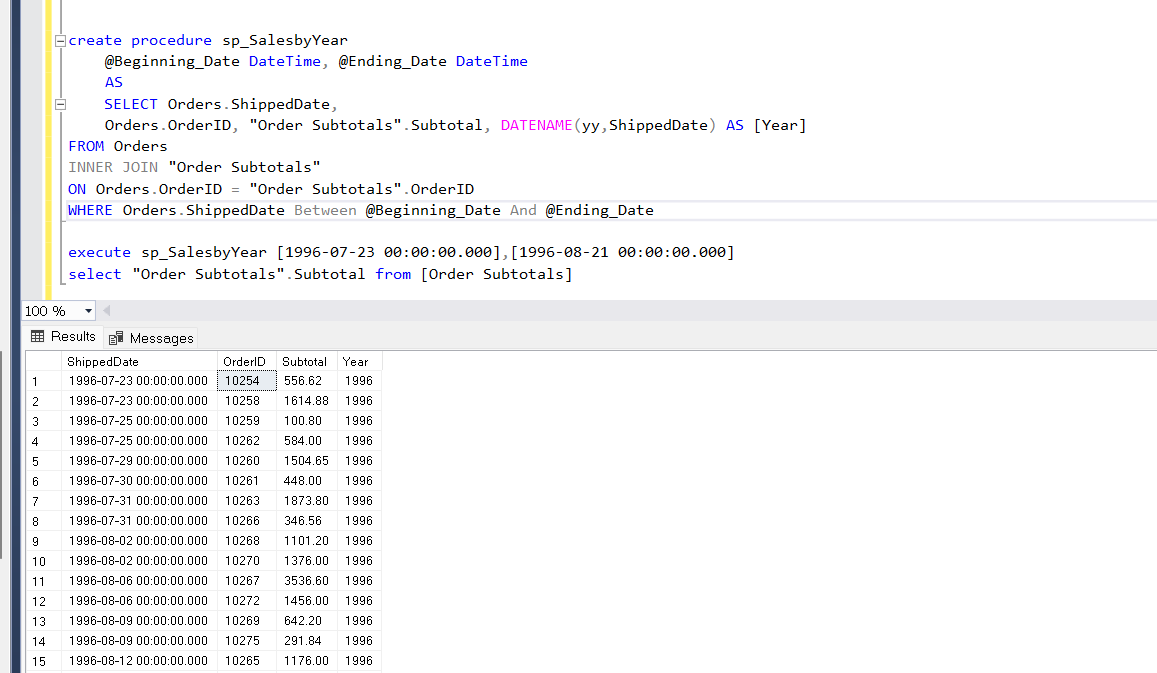 create procedure sp_SalesbyYear
@Beginning_Date DateTime, @Ending_Date DateTime
AS
SELECT Orders.ShippedDate,
Orders.OrderID, "Order Subtotals".Subtotal, DATENAME(yy,ShippedDate) AS [Year]
FROM Orders
INNER JOIN "Order Subtotals"
ON Orders.OrderID = "Order Subtotals".OrderID
WHERE Orders.ShippedDate Between @Beginning_Date And @Ending_Date
execute sp_SalesbyYear [1996-07-23 00:00:00.000],[1996-08-21 00:00:00.000]
select "Order Subtotals".Subtotal from [Order Subtotals]
100 %
Results Messages
ShippedDate OrderID Subtotal Year
1 1996-07-23 00:00:00.000 10254 556.62 1996
2 1996-07-23 00:00:00.000 10258 1614.88 1996
3 1996-07-25 00:00:00.000 10259 100.80 1996
4 1996-07-25 00:00:00.000 10262 584.00 1996
5 1996-07-29 00:00:00.000 10260 1504.65 1996
6 1996-07-30 00:00:00.000 10261 448.00 1996
7 1996-07-31 00:00:00.000 10263 1873.80 1996
8 1996-07-31 00:00:00.000 10266 346.56 1996
9 1996-08-02 00:00:00.000 10268 1101.20 1996
10 1996-08-02 00:00:00.000 10270 1376.00 1996
11 1996-08-06 00:00:00.000 10267 3536.60 1996
12 1996-08-06 00:00:00.000 10272 1456.00 1996
13 1996-08-09 00:00:00.000 10269 642.20 1996
14 1996-08-09 00:00:00.000 10275 291.84 1996
15 1996-08-12 00:00:00.000 10265 1176.00 1996